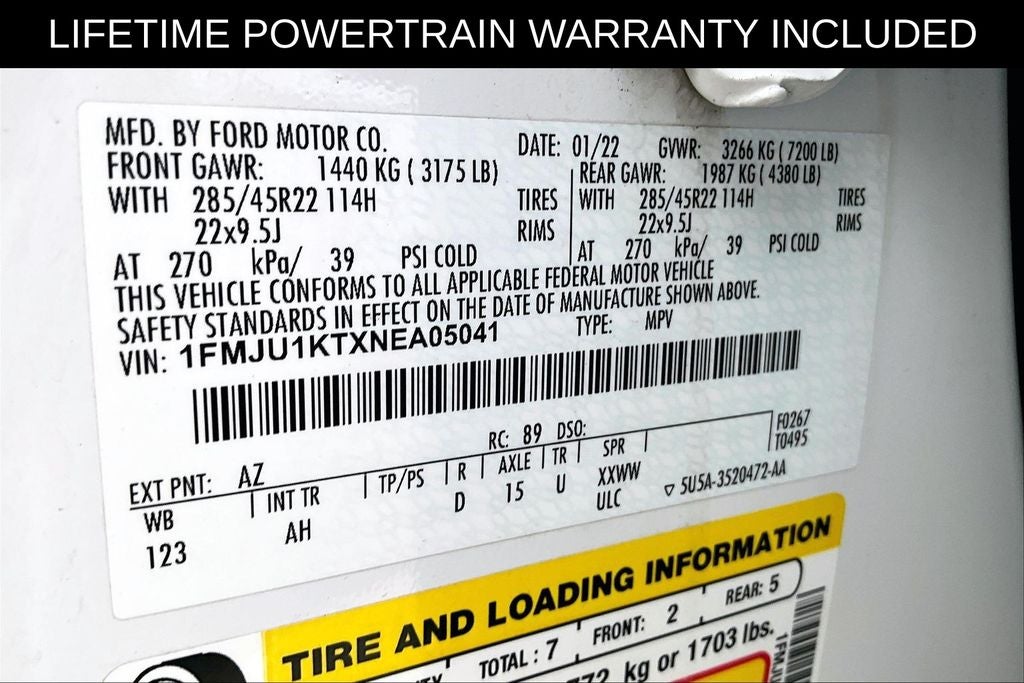 LIFETIME POWERTRAIN WARRANTY INCLUDED
MFD. BY FORD MOTOR CO. DATE: 01/22 GVWR: 3266 KG ( 7200 LB)
FRONT GAWR: 1440 KG ( 3175 LB) REAR GAWR: 1987 KG ( 4380 LB)
WITH 285/45R22 114H TIRES WITH 285/45R22 114H TIRES
22x9.5J RIMS 22x9.5J RIMS
AT 270 kPa/ 39 PSI COLD AT 270 kPa/ 39 PSI COLD
THIS VEHICLE CONFORMS TO ALL APPLICABLE FEDERAL MOTOR VEHICLE
SAFETY STANDARDS IN EFFECT ON THE DATE OF MANUFACTURE SHOWN ABOVE.
VIN: 1FMJU1KTXNEA05041 TYPE: MPV
EXT PNT: AZ RC: 89 DSO: F0267
T0495
WB INT TR TP/PS R AXLE TR SPR
123 AH D 15 U XXWW
ULC ▽ 5U5A-3520472-AA
TIRE AND LOADING INFORMATION
TOTAL : 7 FRONT: 2 REAR: 5
kg or 1703 lbs.
1FMJU